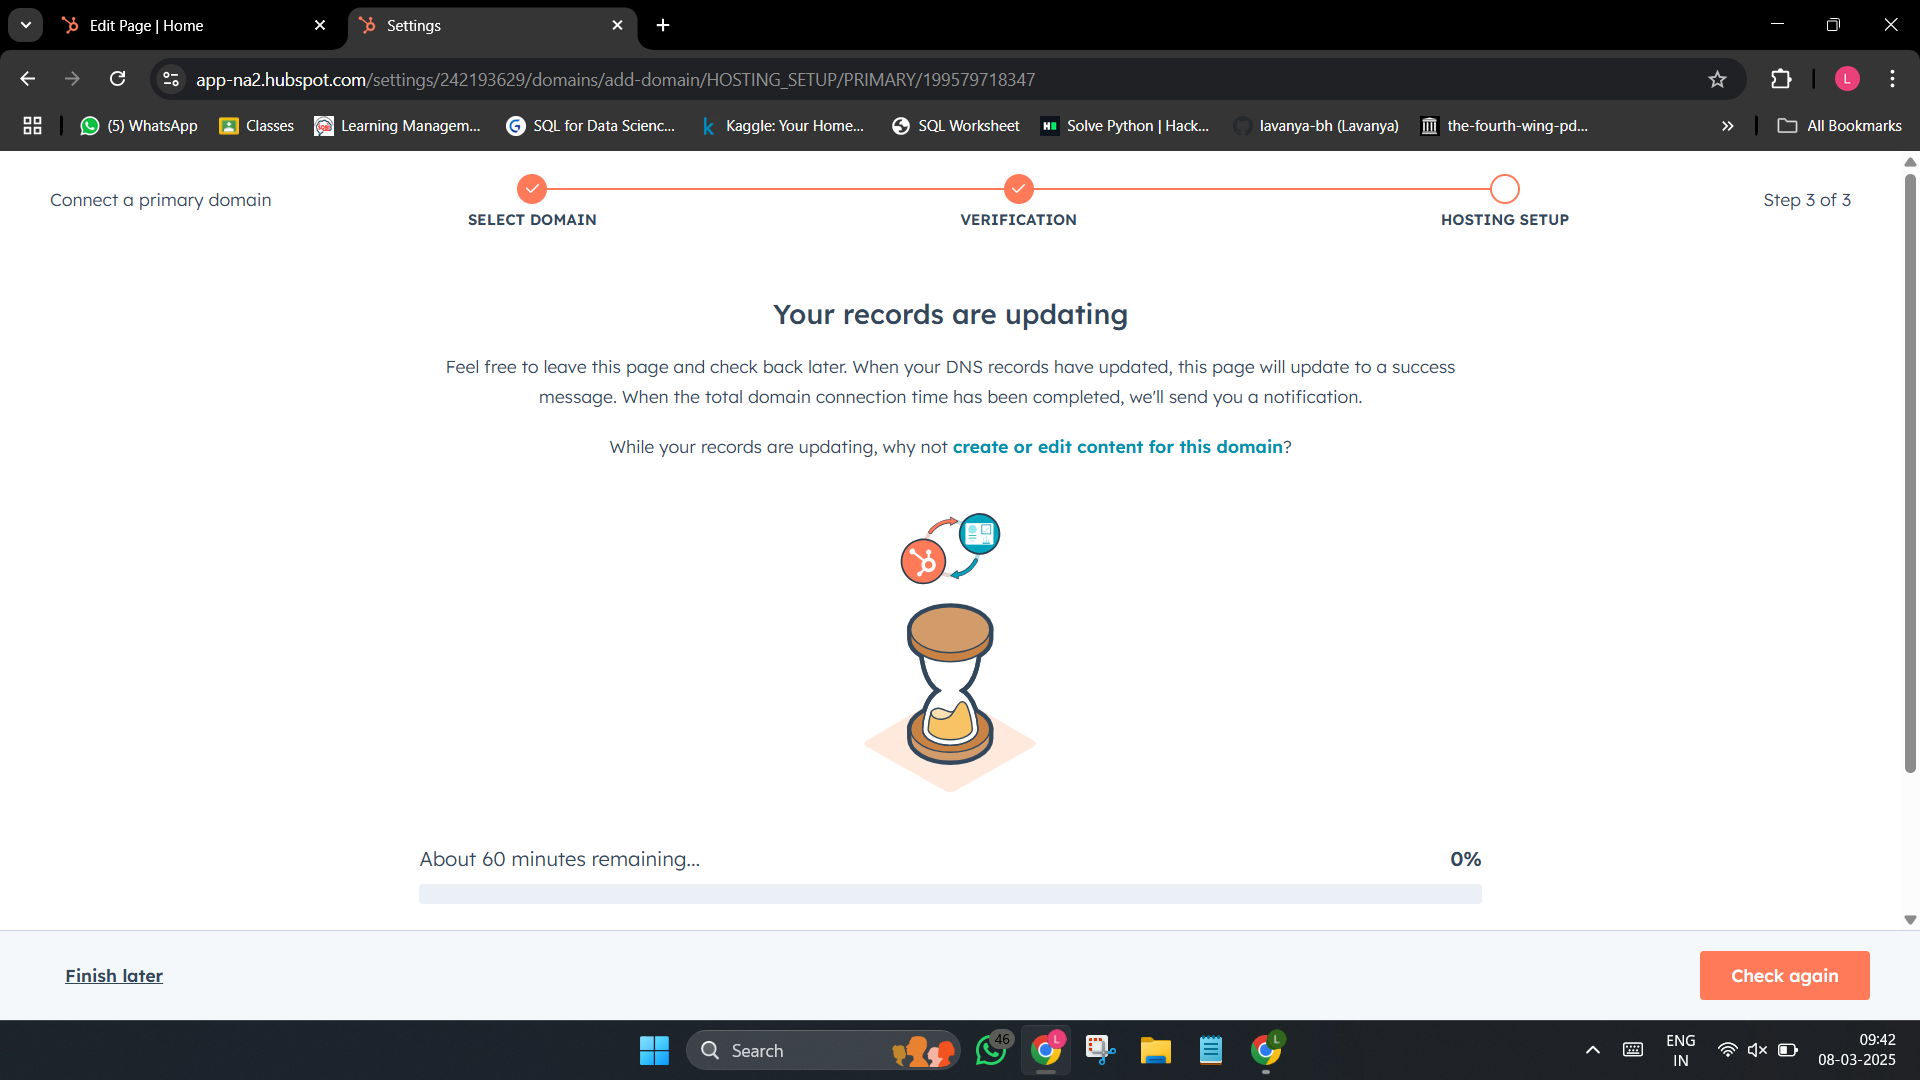 Edit Page | Home
Settings
app-na2.hubspot.com/settings/242193629/domains/add-domain/HOSTING_SETUP/PRIMARY/199579718347
L
(5) WhatsApp
Classes
Learning Managem...
SQL for Data Scienc...
Kaggle: Your Home...
SQL Worksheet
Solve Python | Hack...
lavanya-bh (Lavanya)
the-fourth-wing-pd...
All Bookmarks
Connect a primary domain
SELECT DOMAIN
VERIFICATION
HOSTING SETUP
Step 3 of 3
Your records are updating
Feel free to leave this page and check back later. When your DNS records have updated, this page will update to a success
message. When the total domain connection time has been completed, we'll send you a notification.
While your records are updating, why not create or edit content for this domain?
About 60 minutes remaining...
0%
Finish later
Check again
Search
46
L
L
ENG
IN
09:42
08-03-2025